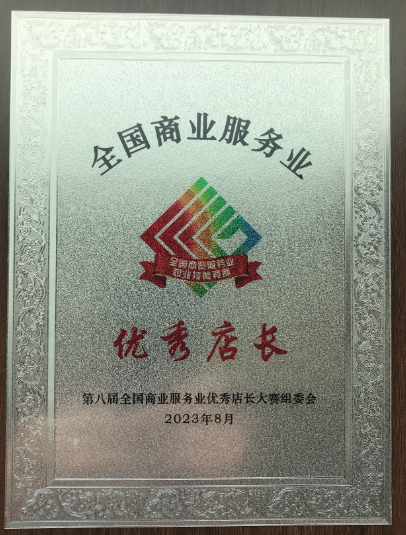 全国商业服务业
全国商业服务业
职业技能竞赛
优秀店长
第八届全国商业服务业优秀店长大赛组委会
2023年8月